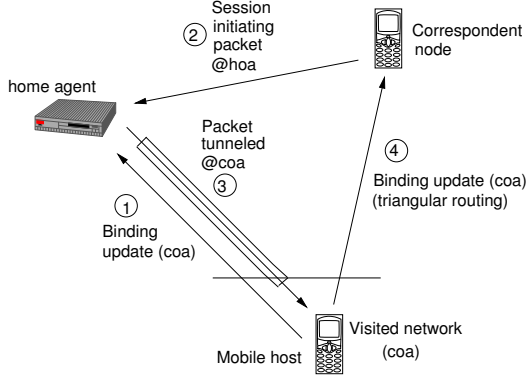 Session
initiating
packet
@hoa
2
Correspondent
node
home agent
Packet
tunneled
@coa
3
4
Binding update (coa)
(triangular routing)
1
Binding
update (coa)
Visited network
(coa)
Mobile host